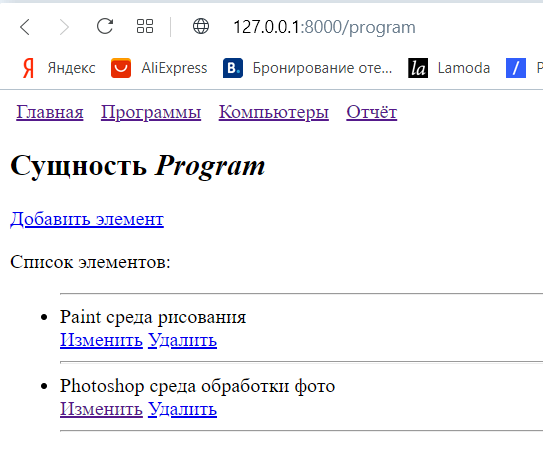 127.0.0.1:8000/program
Яндекс AliExpress B. Бронирование оте... la Lamoda / P
Главная Программы Компьютеры Отчёт
Сущность Program
Добавить элемент
Список элементов:
Paint среда рисования
Изменить Удалить
Photoshop среда обработки фото
Изменить Удалить